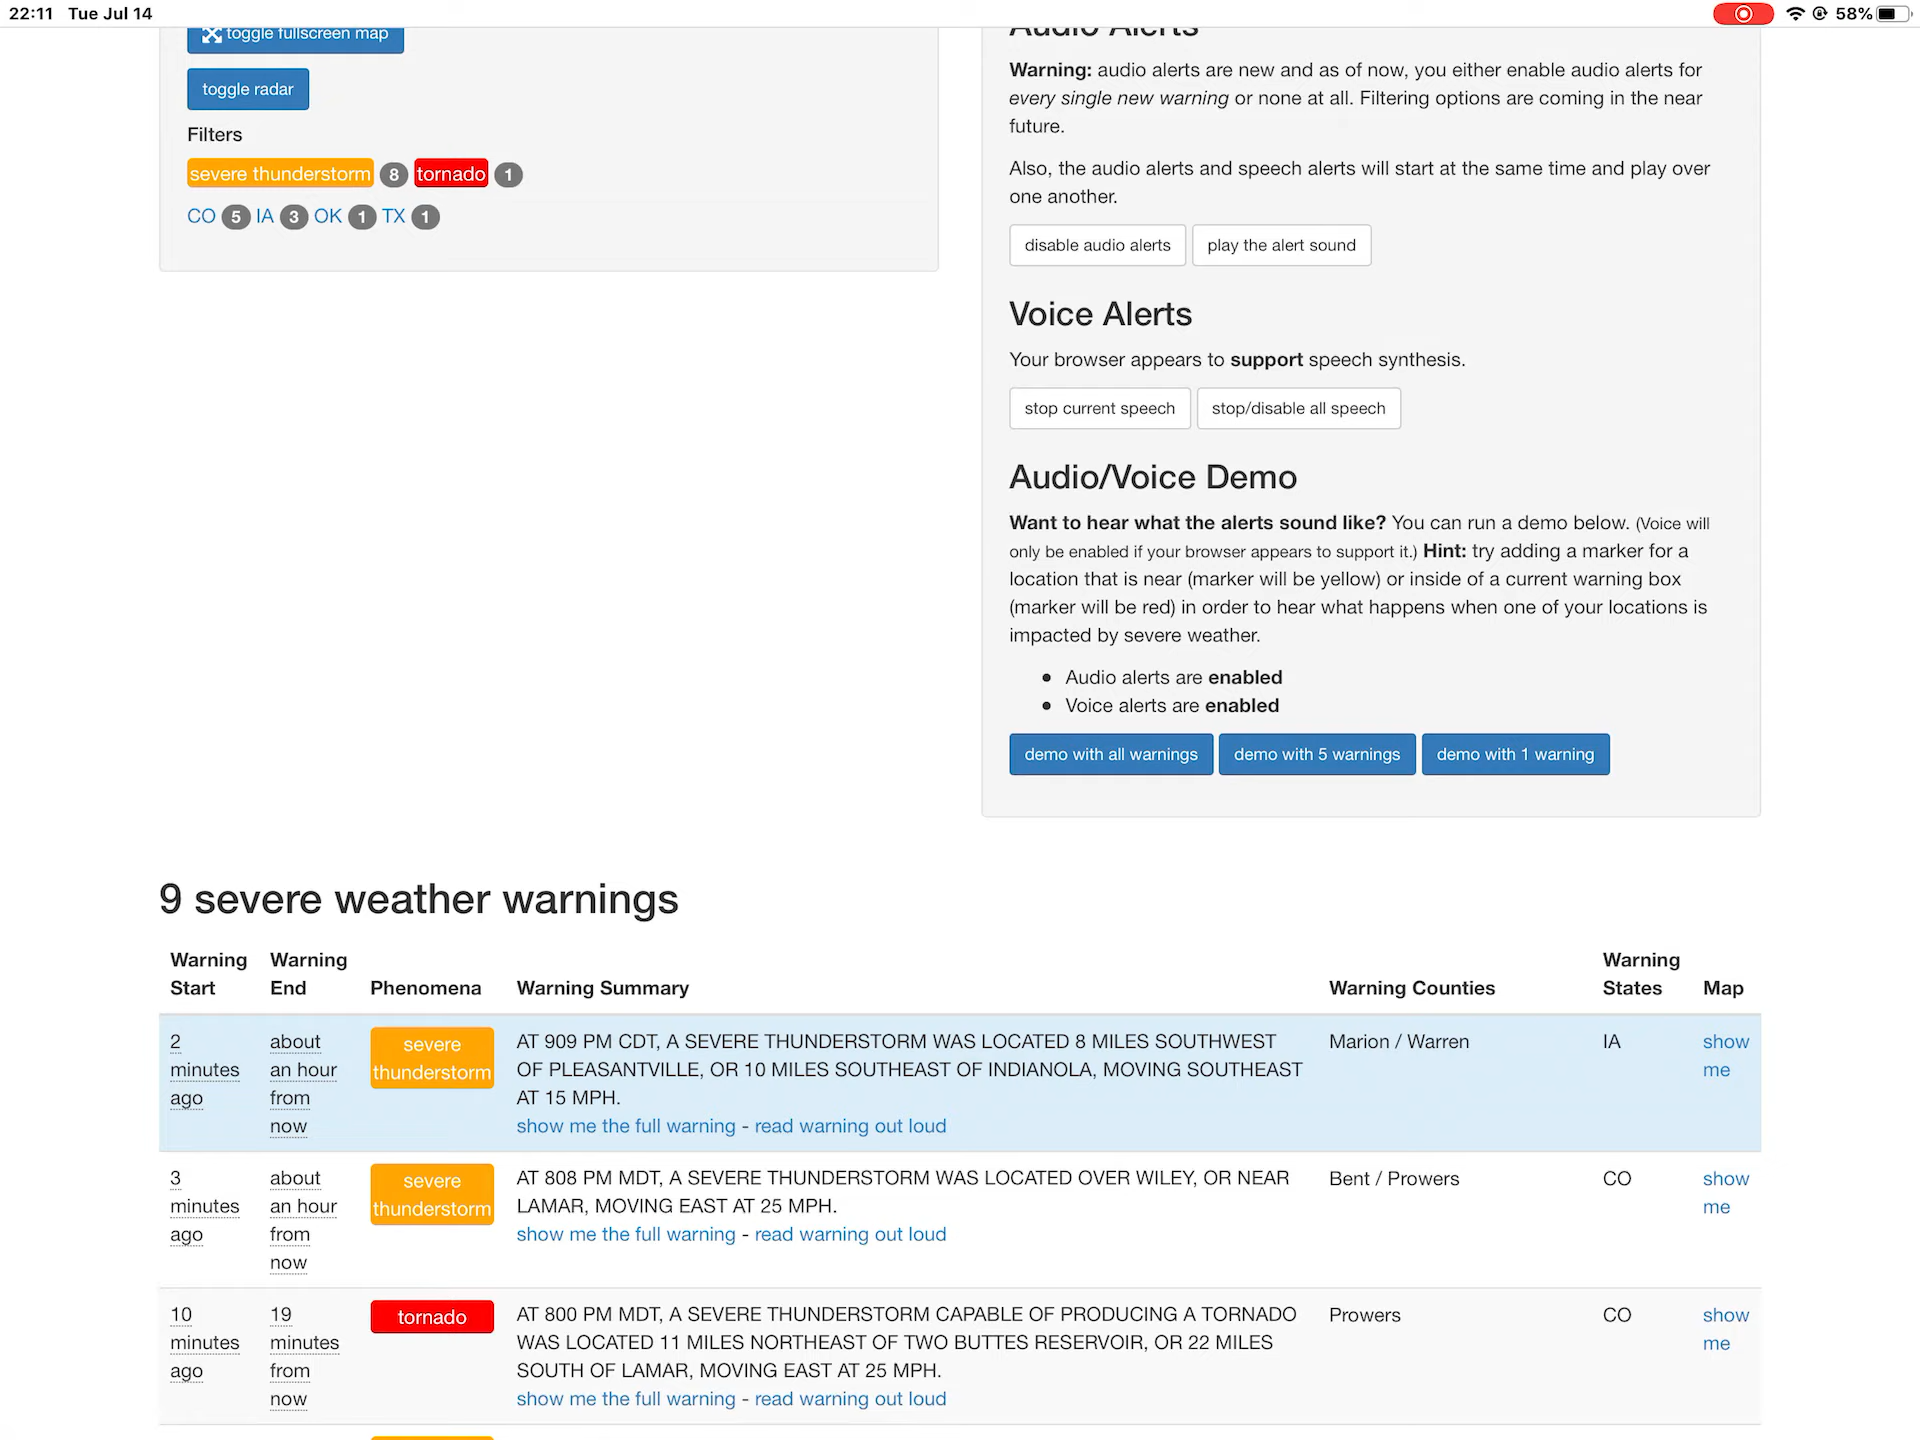 22:11 Tue Jul 14
58%
toggle fullscreen map
toggle radar
Filters
severe thunderstorm 8 tornado 1
CO 5 IA 3 OK 1 TX 1
Audio Alerts
Warning: audio alerts are new and as of now, you either enable audio alerts for
every single new warning or none at all. Filtering options are coming in the near
future.
Also, the audio alerts and speech alerts will start at the same time and play over
one another.
disable audio alerts play the alert sound
Voice Alerts
Your browser appears to support speech synthesis.
stop current speech stop/disable all speech
Audio/Voice Demo
Want to hear what the alerts sound like? You can run a demo below. (Voice will
only be enabled if your browser appears to support it.) Hint: try adding a marker for a
location that is near (marker will be yellow) or inside of a current warning box
(marker will be red) in order to hear what happens when one of your locations is
impacted by severe weather.
Audio alerts are enabled
Voice alerts are enabled
demo with all warnings demo with 5 warnings demo with 1 warning
9 severe weather warnings
Warning Start
Warning End
Phenomena
Warning Summary
Warning Counties
Warning States
Map
2
minutes
ago
about
an hour
from
now
severe
thunderstorm
AT 909 PM CDT, A SEVERE THUNDERSTORM WAS LOCATED 8 MILES SOUTHWEST
OF PLEASANTVILLE, OR 10 MILES SOUTHEAST OF INDIANOLA, MOVING SOUTHEAST
AT 15 MPH.
show me the full warning - read warning out loud
Marion / Warren
IA
show
me
3
minutes
ago
about
an hour
from
now
severe
thunderstorm
AT 808 PM MDT, A SEVERE THUNDERSTORM WAS LOCATED OVER WILEY, OR NEAR
LAMAR, MOVING EAST AT 25 MPH.
show me the full warning - read warning out loud
Bent / Prowers
CO
show
me
10
minutes
ago
19
minutes
from
now
tornado
AT 800 PM MDT, A SEVERE THUNDERSTORM CAPABLE OF PRODUCING A TORNADO
WAS LOCATED 11 MILES NORTHEAST OF TWO BUTTES RESERVOIR, OR 22 MILES
SOUTH OF LAMAR, MOVING EAST AT 25 MPH.
show me the full warning - read warning out loud
Prowers
CO
show
me